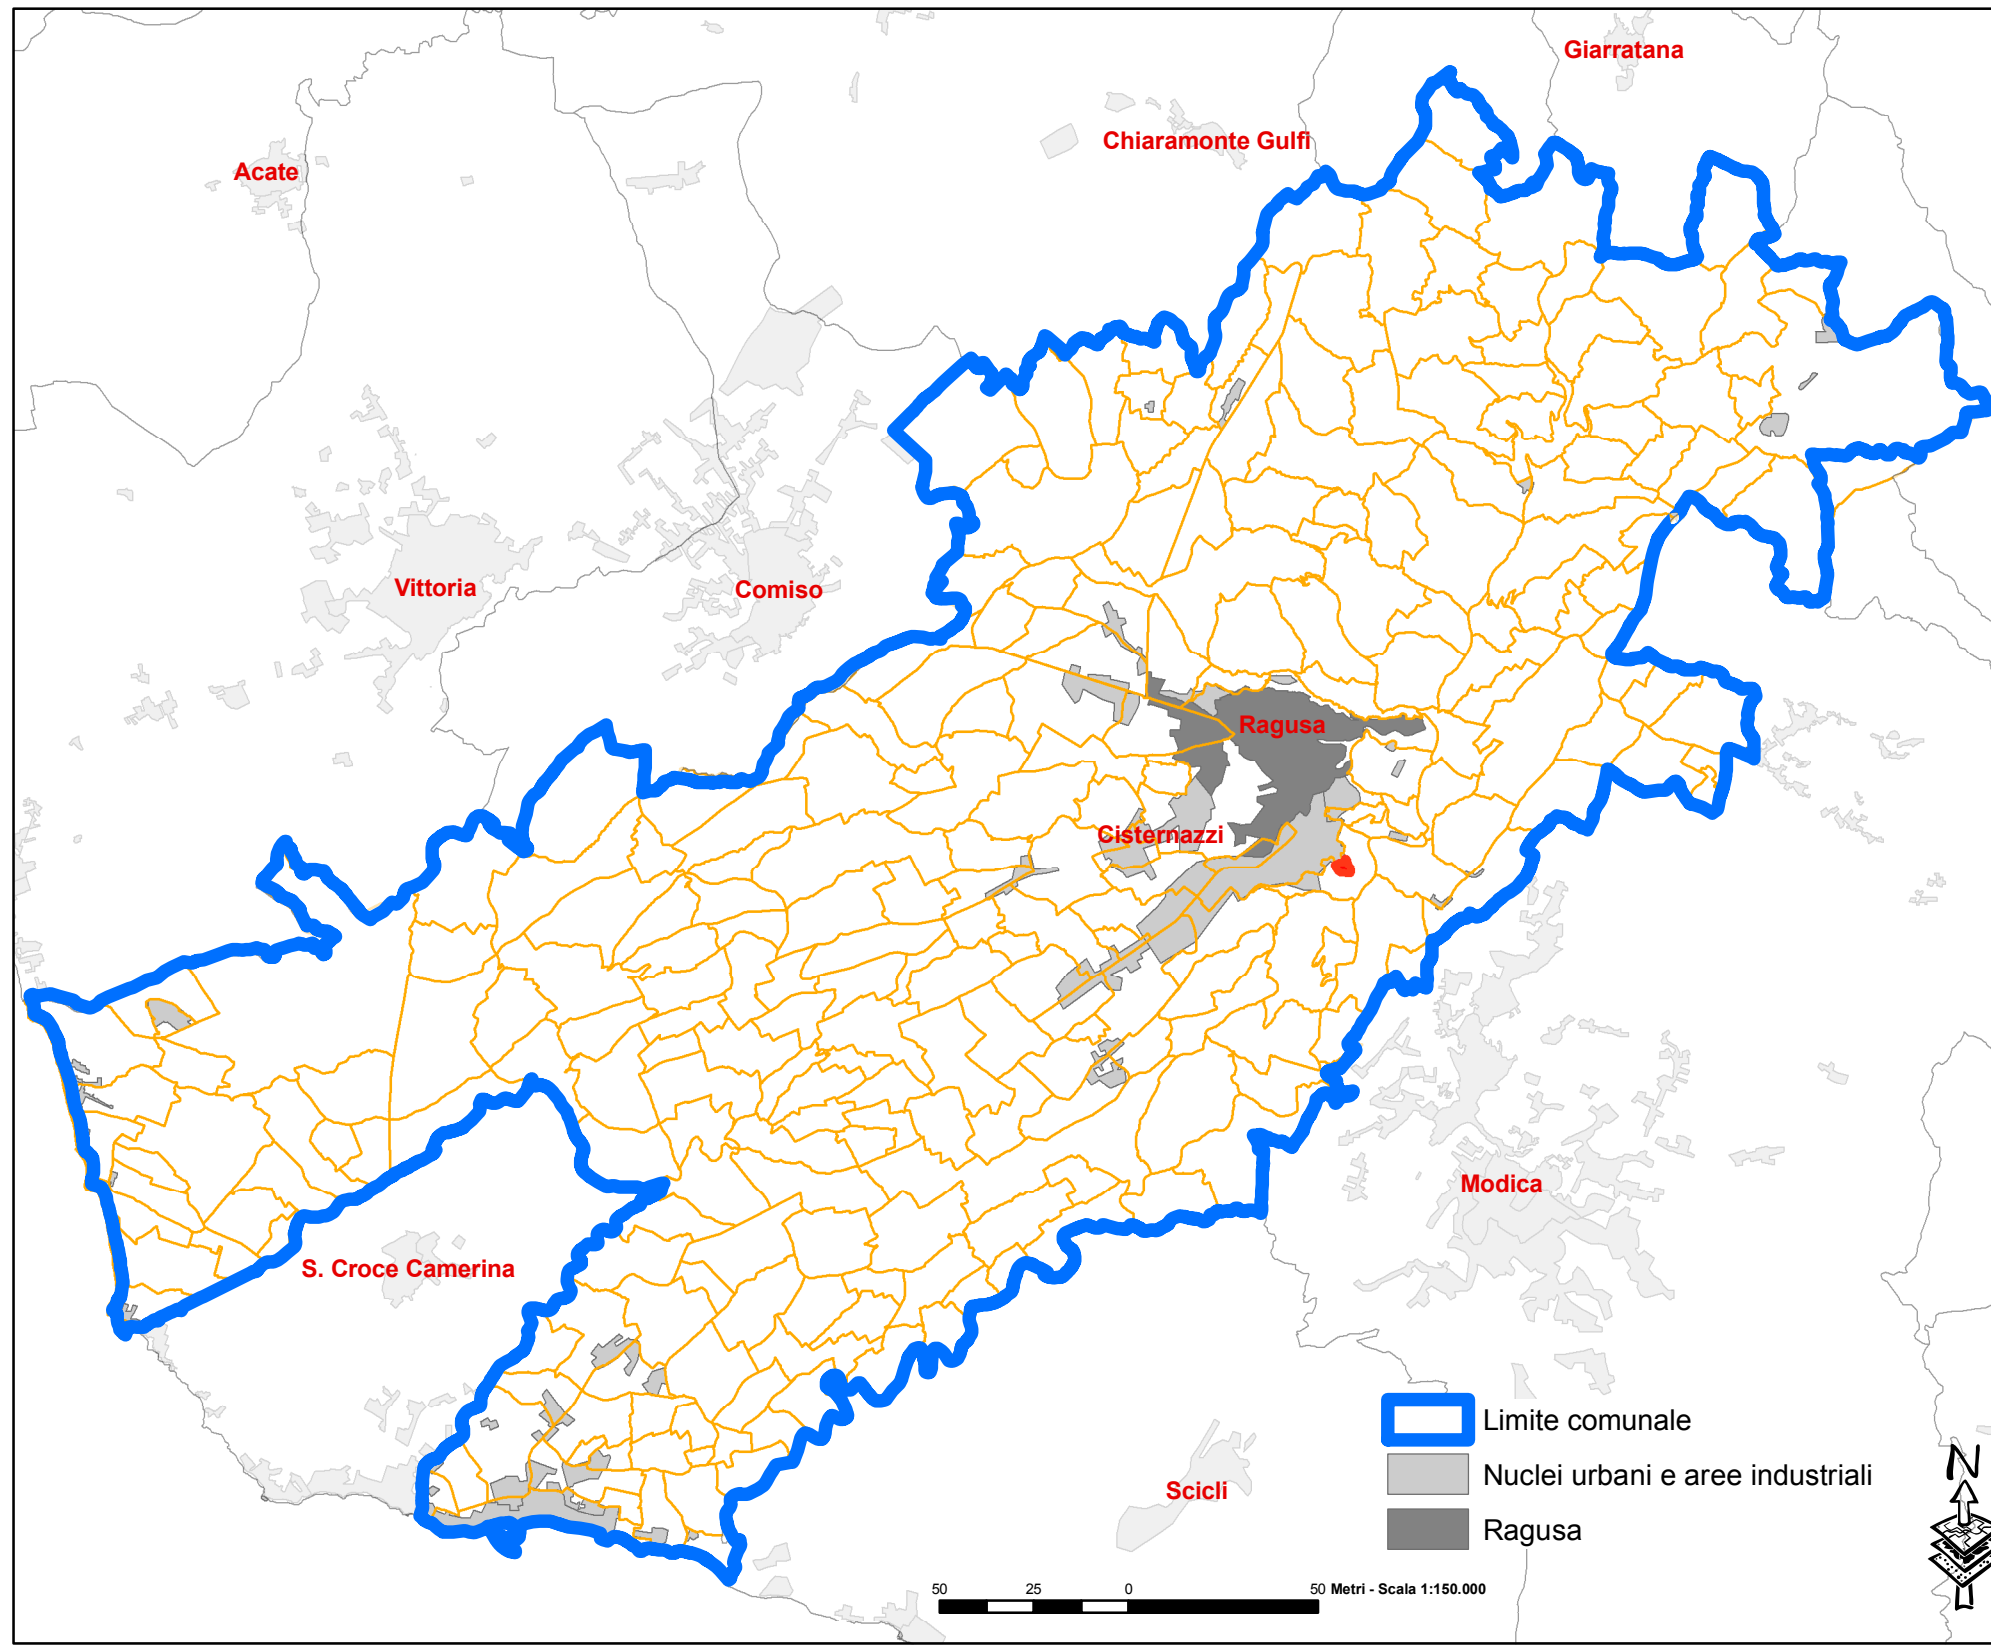 Giarratana
Chiaramonte Gulfi
Acate
Vittoria
Comiso
Ragusa
Cisternazzi
Modica
S. Croce Camerina
Scicli
Limite comunale
Nuclei urbani e aree industriali
Ragusa
N
50 25 0 50 Metri - Scala 1:150.000